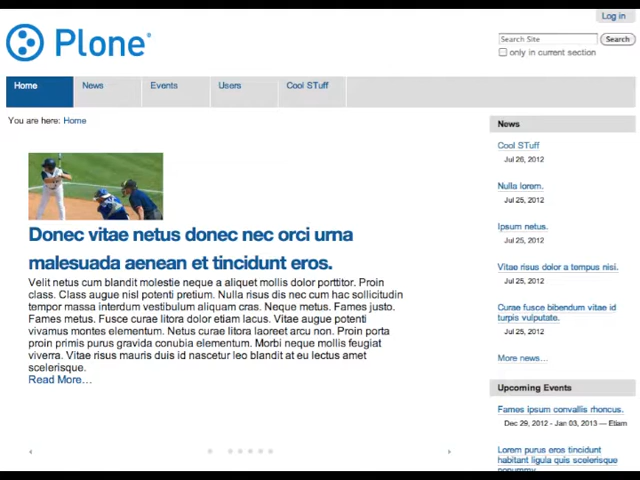 Log in
Plone®
Search Site
Search
only in current section
Home
News
Events
Users
Cool STuff
You are here: Home
Donec vitae netus donec nec orci urna
malesuada aenean et tincidunt eros.
Velit netus cum blandit molestie neque a aliquet mollis dolor porttitor. Proin
class. Class augue nisl potenti pretium. Nulla risus dis nec cum hac sollicitudin
tempor massa interdum vestibulum aliquam cras. Neque metus. Fames justo.
Fames metus. Fusce curae litora dolor etiam lacus. Vitae augue potenti
vivamus montes elementum. Netus curae litora laoreet arcu non. Proin porta
proin primis purus gravida conubia elementum. Morbi neque mollis feugiat
viverra. Vitae risus mauris duis id nascetur leo blandit at eu lectus amet
scelerisque.
Read More…
News
Cool STuff
Jul 26, 2012
Nulla lorem.
Jul 25, 2012
Ipsum netus.
Jul 25, 2012
Vitae risus dolor a tempus nisi.
Jul 25, 2012
Curae fusce bibendum vitae id
turpis vulputate.
Jul 25, 2012
More news…
Upcoming Events
Fames ipsum convallis rhoncus.
Dec 29, 2012 - Jan 03, 2013 — Etiam
Lorem purus eros tincidunt
habitant ligula quis scelerisque
nonummy